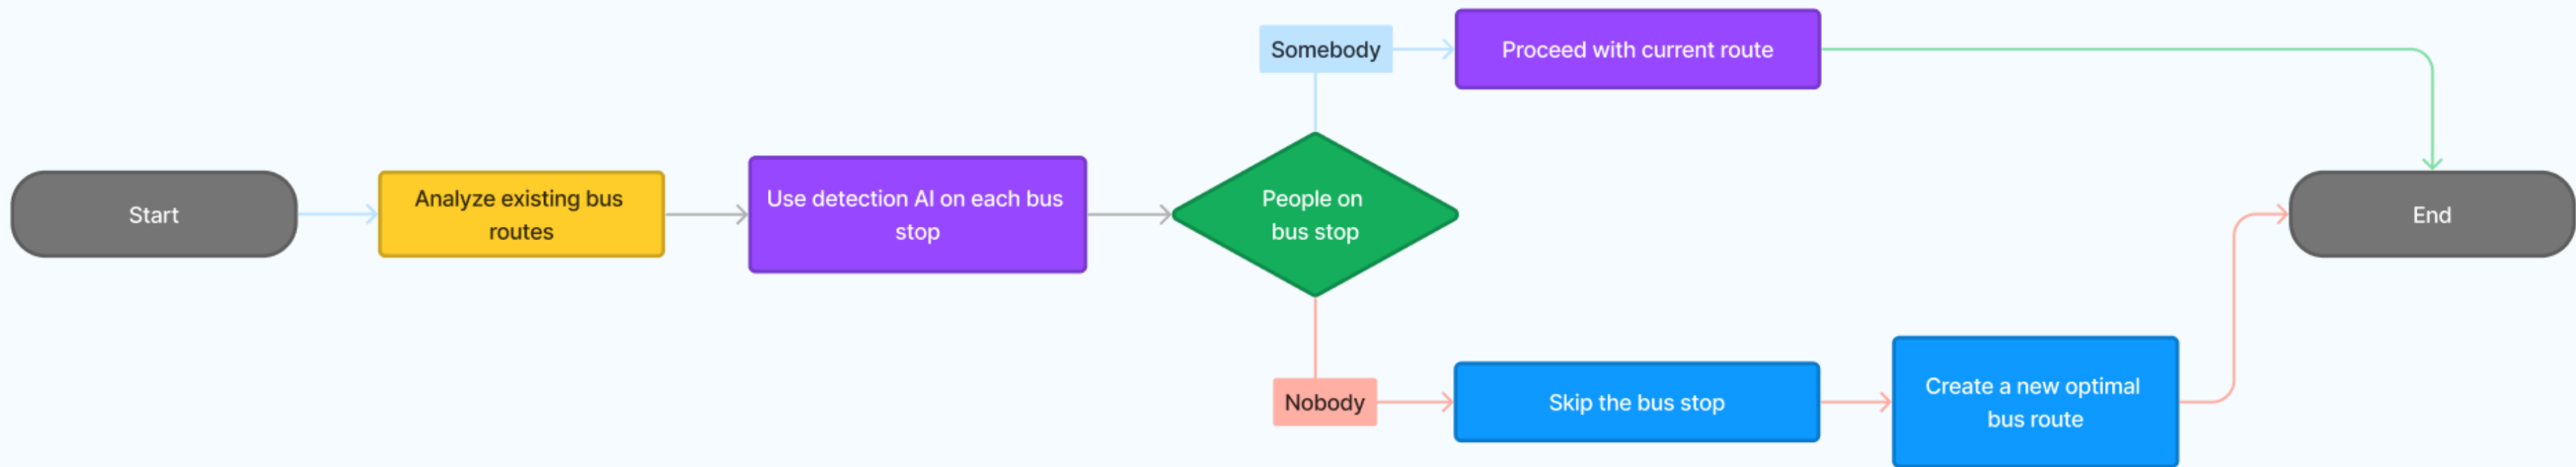 Start
Analyze existing bus
routes
Use detection AI on each bus
stop
People on
bus stop
Somebody
Proceed with current route
Nobody
Skip the bus stop
Create a new optimal
bus route
End